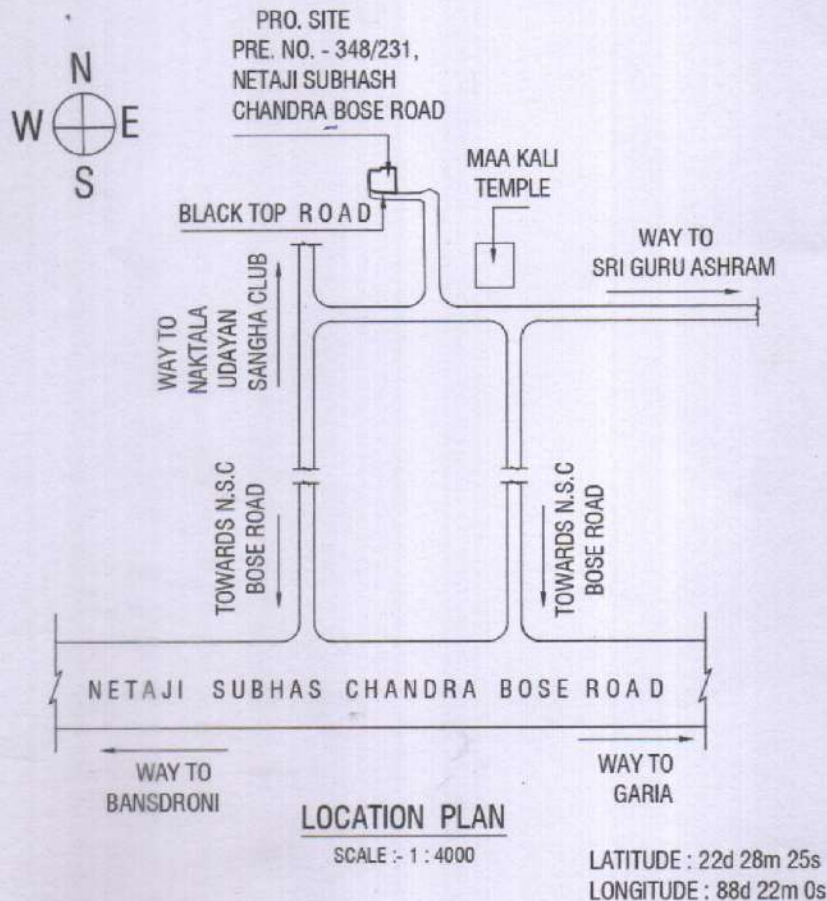 PRO. SITE
PRE. NO. - 348/231,
NETAJI SUBHASH
CHANDRA BOSE ROAD
N
W E
S
MAA KALI
TEMPLE
BLACK TOP ROAD
WAY TO
SRI GURU ASHRAM
WAY TO
NAKTALA
UDAYAN
SANGHA CLUB
TOWARDS N.S.C
BOSE ROAD
TOWARDS N.S.C
BOSE ROAD
NETAJI SUBHAS CHANDRA BOSE ROAD
WAY TO
BANSDRONI
WAY TO
GARIA
LOCATION PLAN
SCALE :- 1 : 4000
LATITUDE : 22d 28m 25s
LONGITUDE : 88d 22m 0s